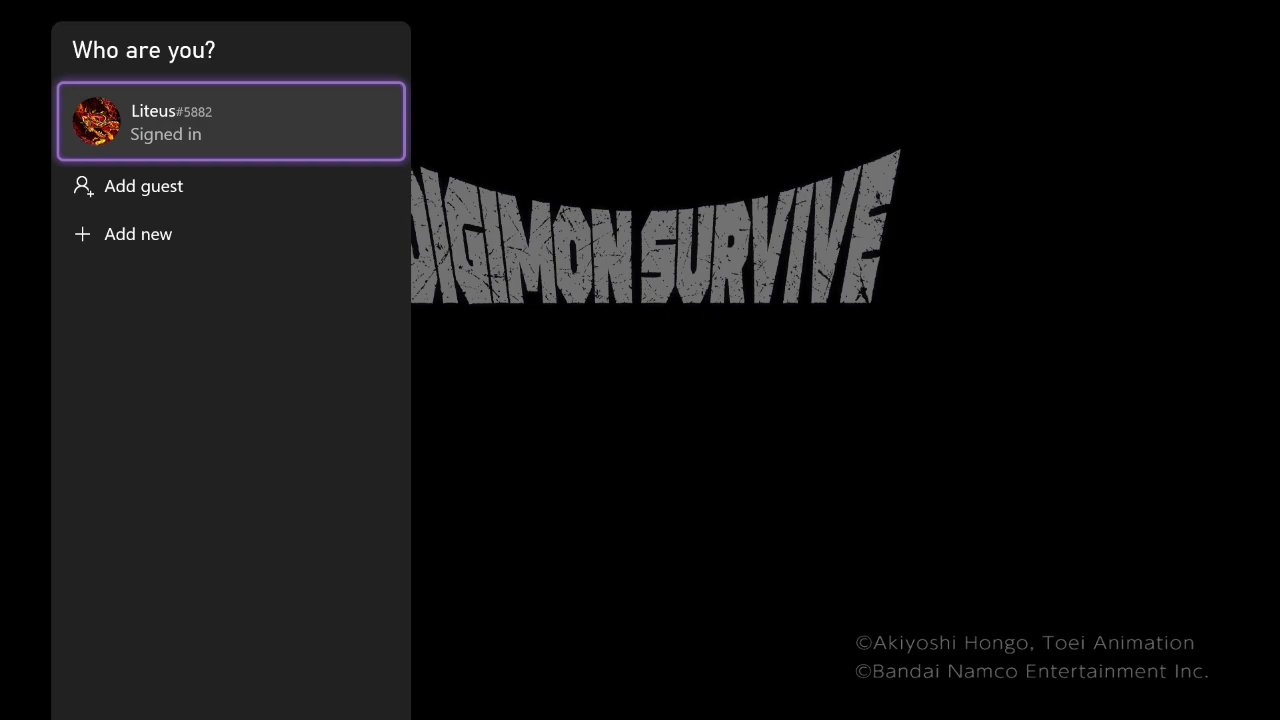 Who are you?
Liteus#5882
Signed in
Add guest
Add new
DIGIMON SURVIVE
©Akiyoshi Hongo, Toei Animation
©Bandai Namco Entertainment Inc.